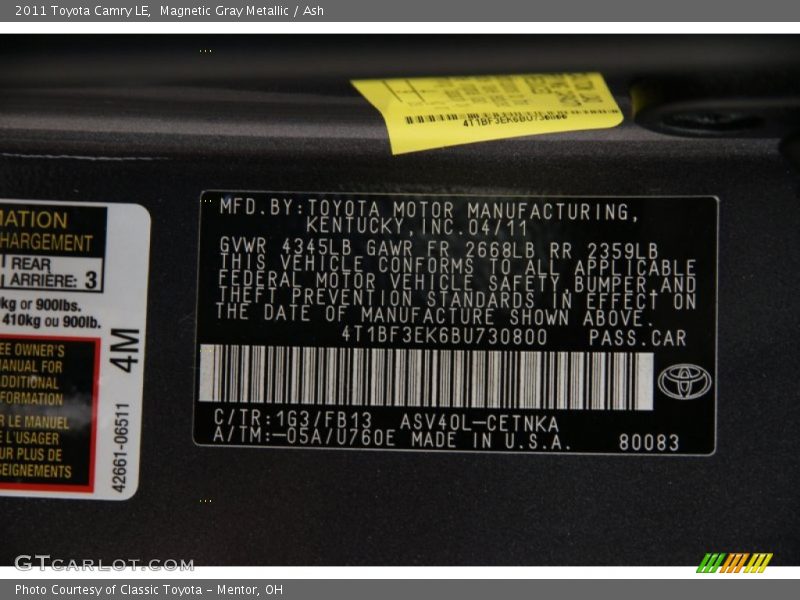 2011 Toyota Camry LE, Magnetic Gray Metallic / Ash
4T1BF3EK6BU730800
MATION
HARGEMENT
REAR
ARRIÈRE: 3
kg or 900lbs.
410kg ou 900lb.
EE OWNER'S
MANUAL FOR
ADDITIONAL
FORMATION
R LE MANUEL
L'USAGER
UR PLUS DE
SEIGNEMENTS
4M
42661-06511
MFD.BY:TOYOTA MOTOR MANUFACTURING,
KENTUCKY,INC.04/11
GVWR 4345LB GAWR FR 2668LB RR 2359LB
THIS VEHICLE CONFORMS TO ALL APPLICABLE
FEDERAL MOTOR VEHICLE SAFETY,BUMPER,AND
THEFT PREVENTION STANDARDS IN EFFECT ON
THE DATE OF MANUFACTURE SHOWN ABOVE.
4T1BF3EK6BU730800 PASS.CAR
C/TR:1G3/FB13 ASV40L-CETNKA
A/TM:-05A/U760E MADE IN U.S.A. 80083
GTCARLOT.COM
Photo Courtesy of Classic Toyota - Mentor, OH